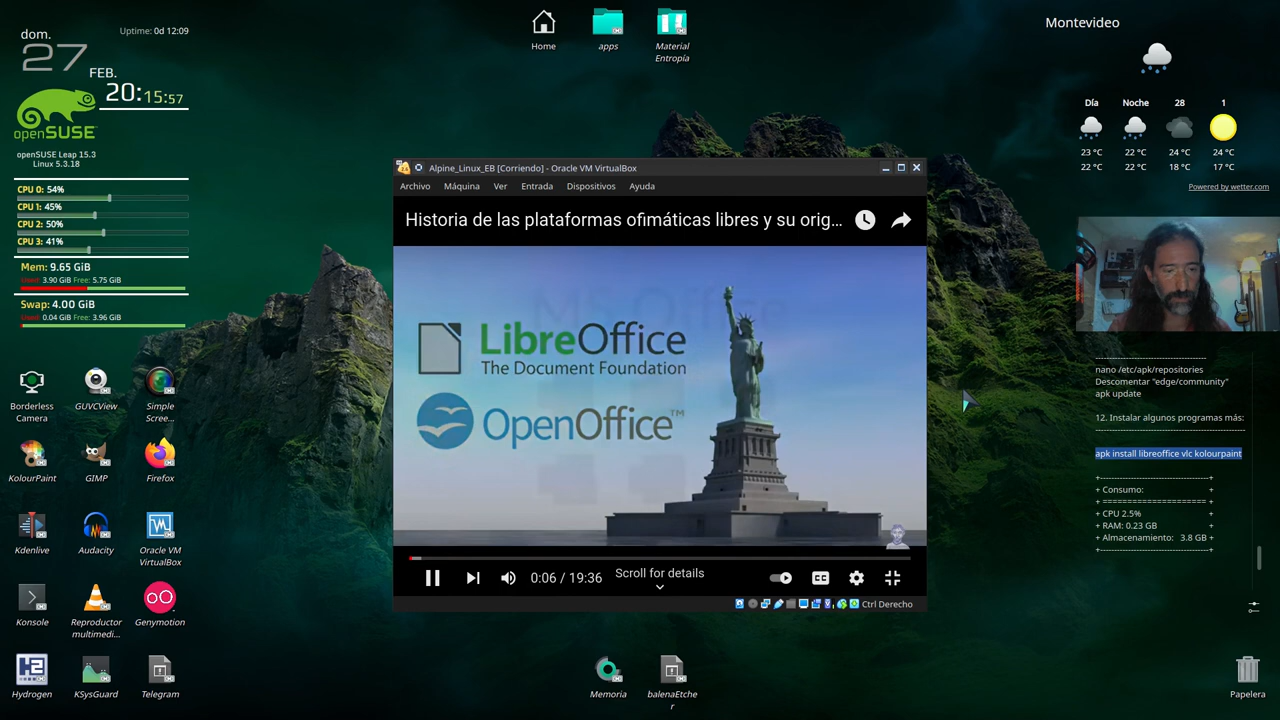 dom.
27
FEB.
20:15:57
Uptime: 0d 12:09
openSUSE
openSUSE Leap 15.3
Linux 5.3.18
CPU 0: 54%
CPU 1: 45%
CPU 2: 50%
CPU 3: 41%
Mem: 9.65 GiB
Used: 3.90 GiB Free: 5.75 GiB
Swap: 4.00 GiB
Used: 0.04 GiB Free: 3.96 GiB
Borderless
Camera
GUVCView
Simple
Scree...
KolourPaint
GIMP
Firefox
Kdenlive
Audacity
Oracle VM
VirtualBox
Konsole
Reproductor
multimedi...
Genymotion
Hydrogen
KSysGuard
Telegram
Home
apps
Material
Entropía
Alpine_Linux_EB [Corriendo] - Oracle VM VirtualBox
Archivo Máquina Ver Entrada Dispositivos Ayuda
Historia de las plataformas ofimáticas libres y su orig...
MS Office
LibreOffice
The Document Foundation
OpenOffice™
0:06 / 19:36
Scroll for details
CC
Ctrl Derecho
Memoria
balenaEtche
r
Montevideo
Día Noche 28 1
23 °C 22 °C 24 °C 24 °C
22 °C 22 °C 18 °C 17 °C
Powered by wetter.com
----------------------------------
nano /etc/apk/repositories
Descomentar "edge/community"
apk update
12. Instalar algunos programas más:
----------------------------------------------
apk install libreoffice vlc kolourpaint
+----------------------------------+
+ Consumo: +
+ ===================== +
+ CPU 2.5% +
+ RAM: 0.23 GB +
+ Almacenamiento: 3.8 GB +
+----------------------------------+
Papelera